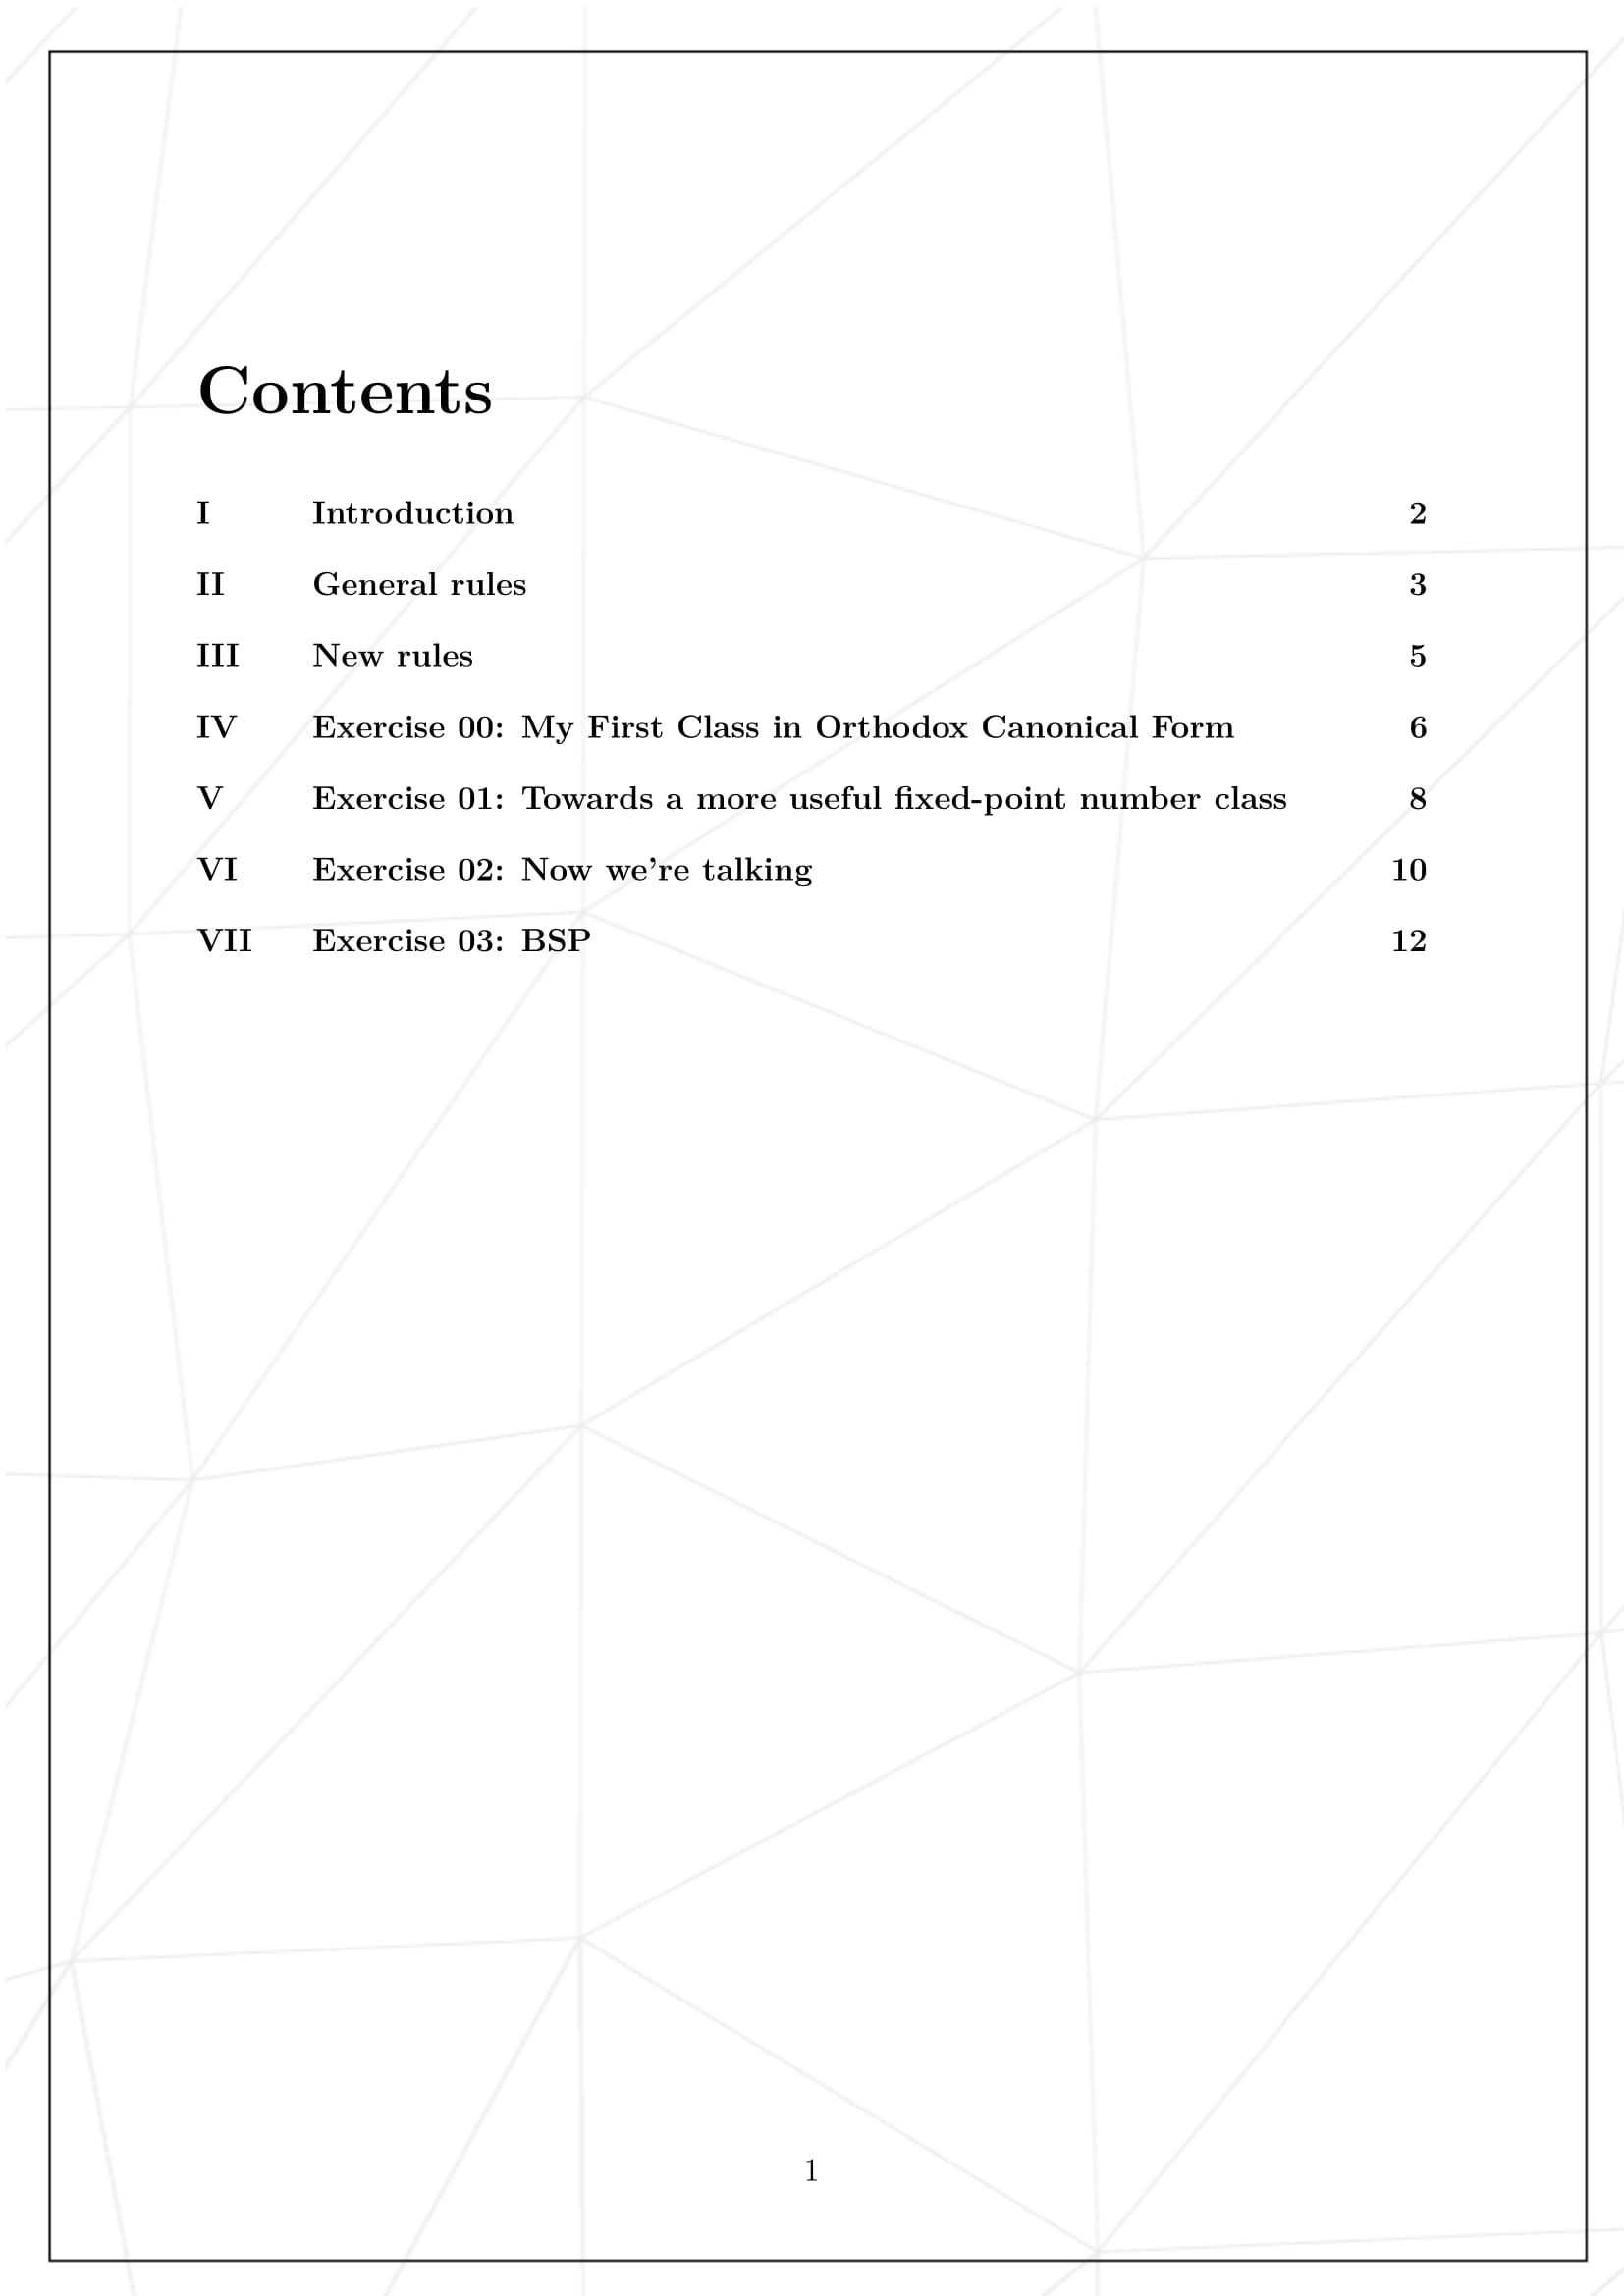 Contents
I Introduction 2
II General rules 3
III New rules 5
IV Exercise 00: My First Class in Orthodox Canonical Form 6
V Exercise 01: Towards a more useful fixed-point number class 8
VI Exercise 02: Now we're talking 10
VII Exercise 03: BSP 12
1